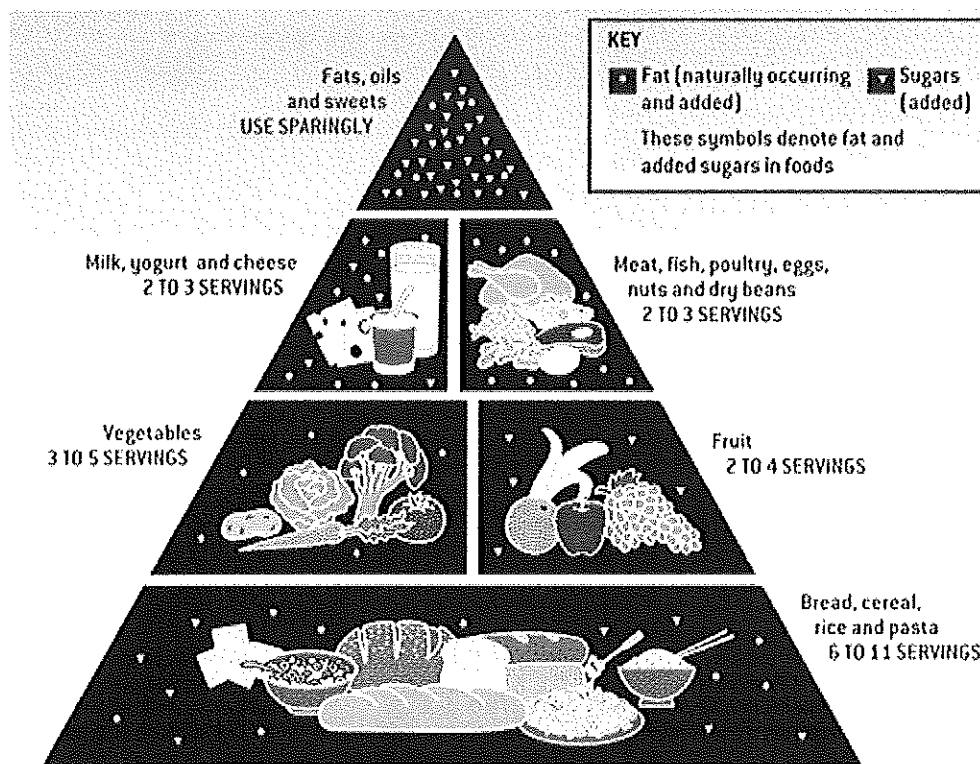 KEY
Fat (naturally occurring
and added)
Sugars
(added)
These symbols denote fat and
added sugars in foods
Fats, oils
and sweets
USE SPARINGLY
Milk, yogurt and cheese
2 TO 3 SERVINGS
Meat, fish, poultry, eggs,
nuts and dry beans
2 TO 3 SERVINGS
Vegetables
3 TO 5 SERVINGS
Fruit
2 TO 4 SERVINGS
Bread, cereal,
rice and pasta
6 TO 11 SERVINGS